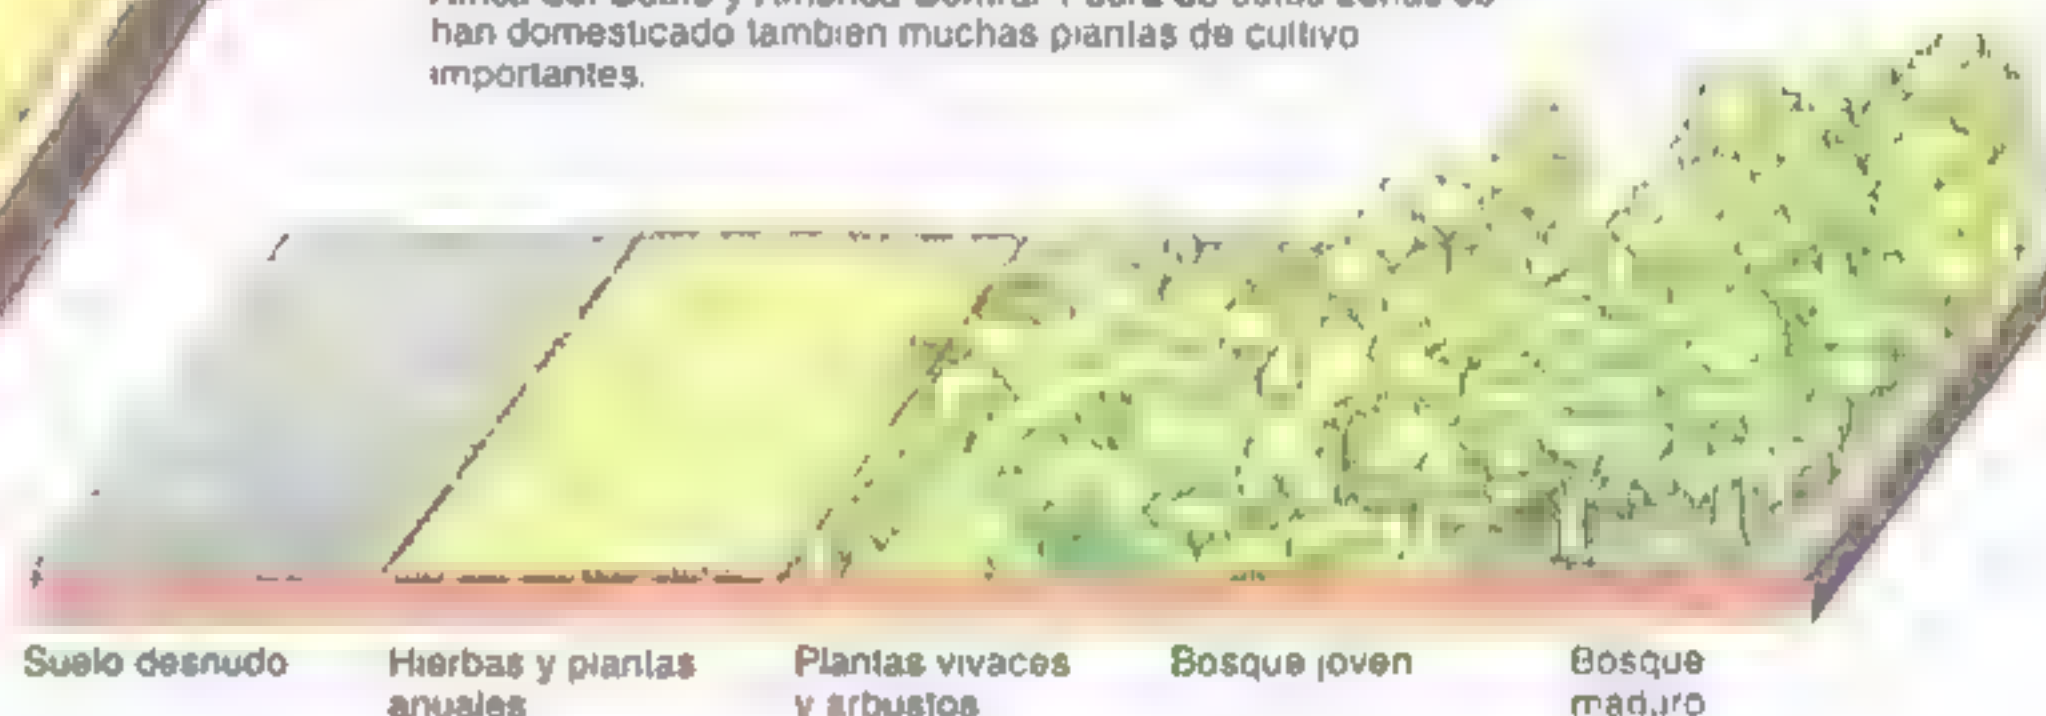 han domesticado también muchas plantas de cultivo
importantes.
Suelo desnudo
Hierbas y plantas
anuales
Plantas vivaces
y arbustos
Bosque joven
Bosque
maduro